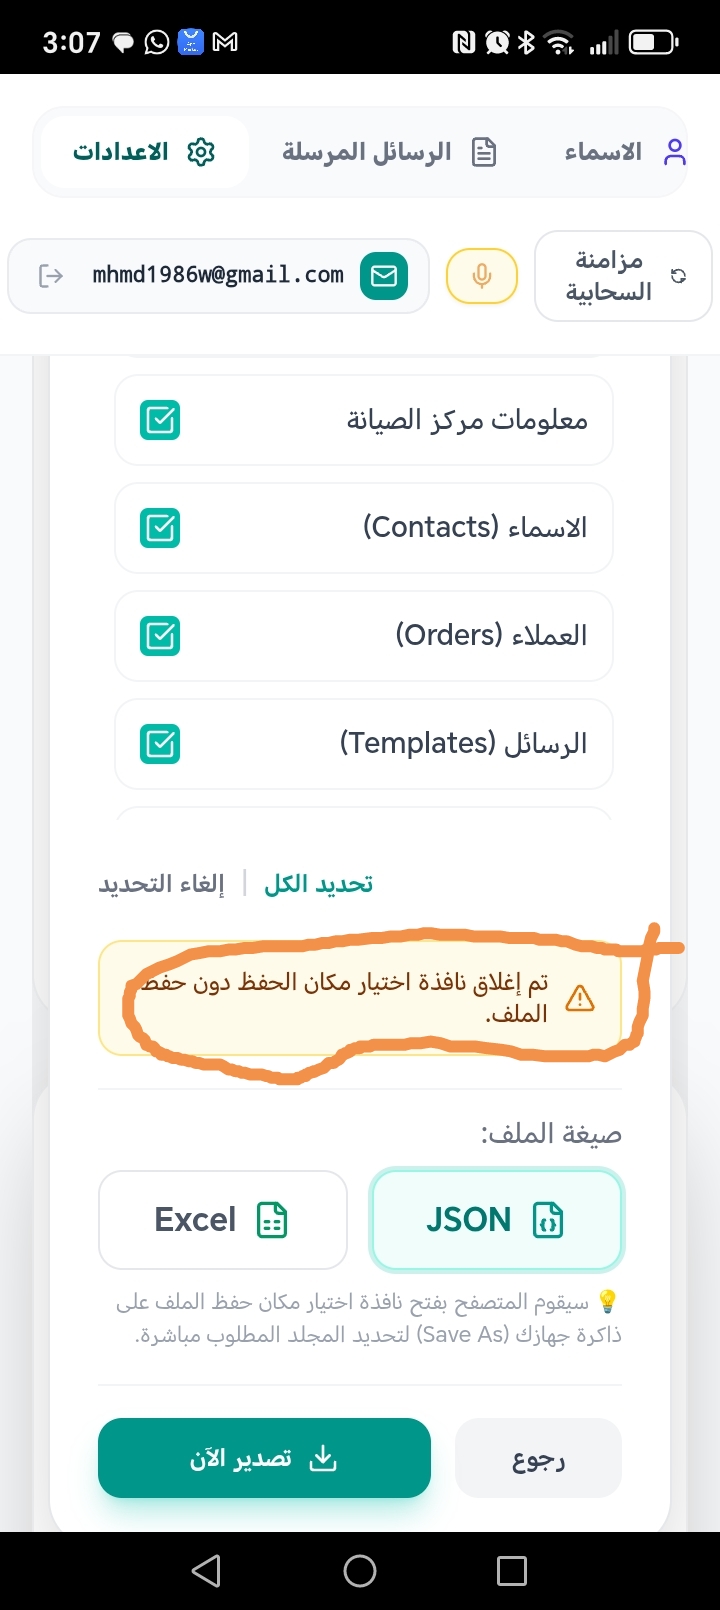 3:07
الاسماء
الرسائل المرسلة
الاعدادات
مزامنة
السحابية
mhmd1986w@gmail.com
معلومات مركز الصيانة
الاسماء (Contacts)
العملاء (Orders)
الرسائل (Templates)
تحديد الكل | إلغاء التحديد
تم إغلاق نافذة اختيار مكان الحفظ دون حفظ
الملف.
صيغة الملف:
JSON
Excel
💡 سيقوم المتصفح بفتح نافذة اختيار مكان حفظ الملف على
ذاكرة جهازك (Save As) لتحديد المجلد المطلوب مباشرة.
رجوع
تصدير الآن